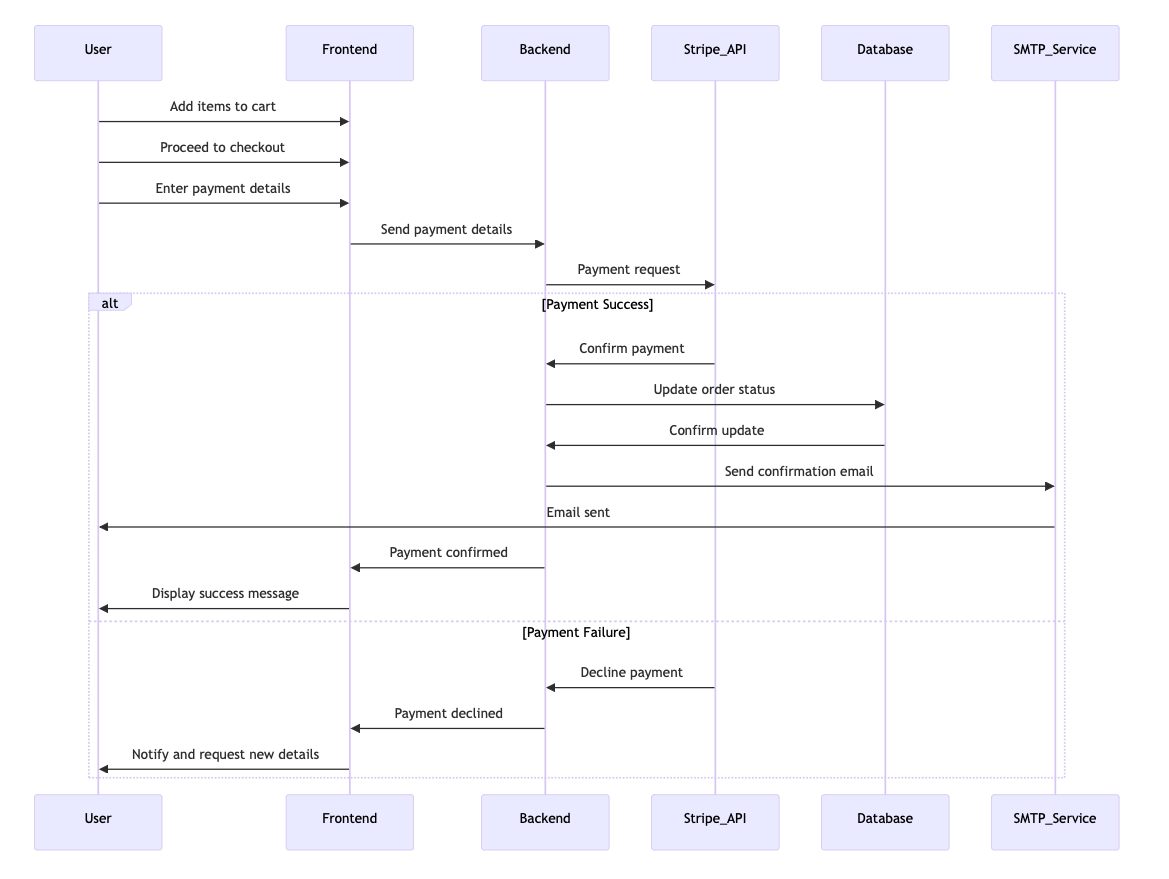 User
Frontend
Backend
Stripe_API
Database
SMTP_Service
Add items to cart
Proceed to checkout
Enter payment details
Send payment details
Payment request
alt
[Payment Success]
Confirm payment
Update order status
Confirm update
Send confirmation email
Email sent
Payment confirmed
Display success message
[Payment Failure]
Decline payment
Payment declined
Notify and request new details
User
Frontend
Backend
Stripe_API
Database
SMTP_Service